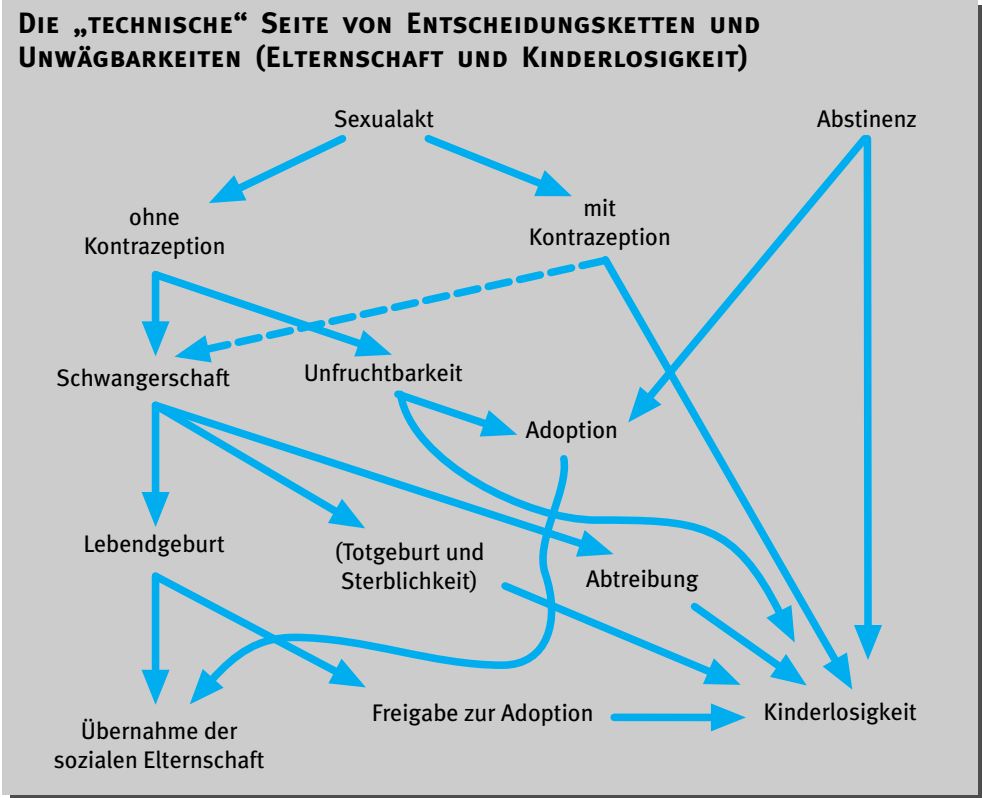 DIE „TECHNISCHE“ SEITE VON ENTSCHEIDUNGSKETTEN UND
UNWÄGBARKEITEN (ELTERNSCHAFT UND KINDERLOSIGKEIT)
Sexualakt
Abstinenz
ohne
Kontrazeption
mit
Kontrazeption
Schwangerschaft
Unfruchtbarkeit
Adoption
Lebendgeburt
(Totgeburt und
Sterblichkeit)
Abtreibung
Übernahme der
sozialen Elternschaft
Freigabe zur Adoption
Kinderlosigkeit